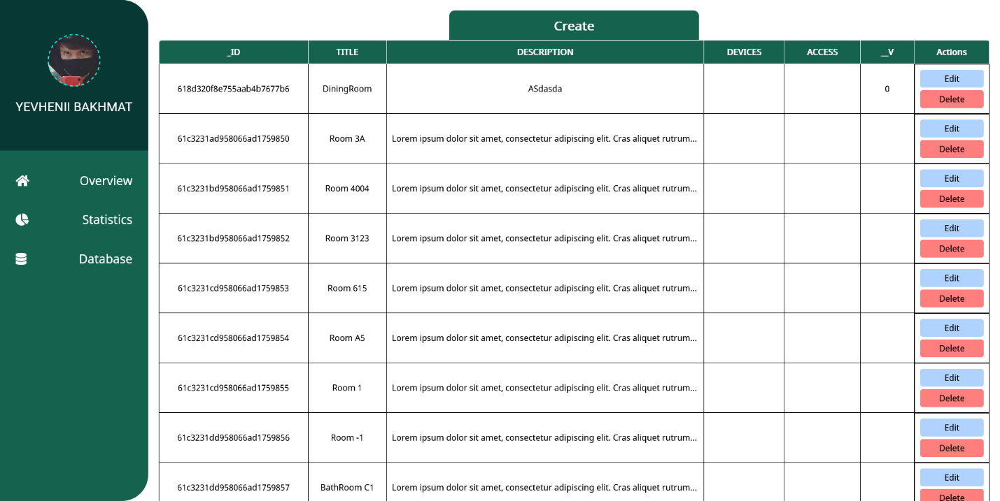 YEVHENII BAKHMAT
Overview
Statistics
Database
Create
_ID TITLE DESCRIPTION DEVICES ACCESS __V Actions
618d320f8e755aab4b7677b6 DiningRoom ASdasda 0 Edit
Delete
61c3231ad958066ad1759850 Room 3A Lorem ipsum dolor sit amet, consectetur adipiscing elit. Cras aliquet rutrum... Edit
Delete
61c3231bd958066ad1759851 Room 4004 Lorem ipsum dolor sit amet, consectetur adipiscing elit. Cras aliquet rutrum... Edit
Delete
61c3231bd958066ad1759852 Room 3123 Lorem ipsum dolor sit amet, consectetur adipiscing elit. Cras aliquet rutrum... Edit
Delete
61c3231cd958066ad1759853 Room 615 Lorem ipsum dolor sit amet, consectetur adipiscing elit. Cras aliquet rutrum... Edit
Delete
61c3231cd958066ad1759854 Room A5 Lorem ipsum dolor sit amet, consectetur adipiscing elit. Cras aliquet rutrum... Edit
Delete
61c3231cd958066ad1759855 Room 1 Lorem ipsum dolor sit amet, consectetur adipiscing elit. Cras aliquet rutrum... Edit
Delete
61c3231dd958066ad1759856 Room -1 Lorem ipsum dolor sit amet, consectetur adipiscing elit. Cras aliquet rutrum... Edit
Delete
61c3231dd958066ad1759857 BathRoom C1 Lorem ipsum dolor sit amet, consectetur adipiscing elit. Cras aliquet rutrum... Edit
Delete